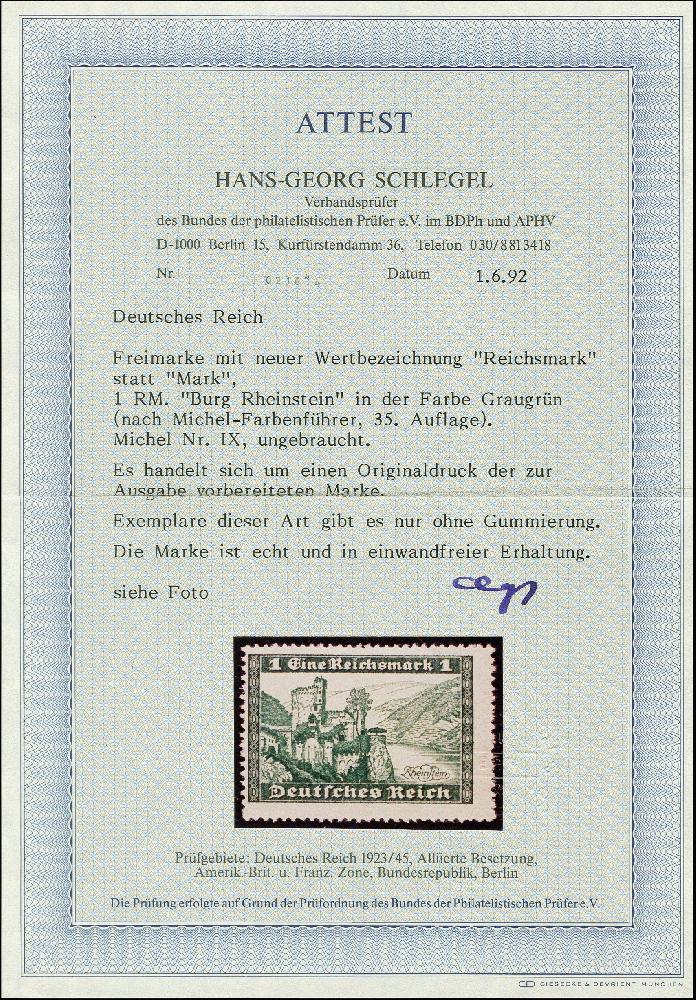 ATTEST
HANS-GEORG SCHLEGEL
Verbandsprüfer
des Bundes der philatelistischen Prüfer e.V. im BDPh und APHV
D-1000 Berlin 15, Kurfürstendamm 36, Telefon 030/8813418
Nr. Datum 1.6.92
Deutsches Reich
Freimarke mit neuer Wertbezeichnung "Reichsmark"
statt "Mark",
1 RM. "Burg Rheinstein" in der Farbe Graugrün
(nach Michel-Farbenführer, 35. Auflage).
Michel Nr. IX, ungebraucht.
Es handelt sich um einen Originaldruck der zur
Ausgabe vorbereiteten Marke.
Exemplare dieser Art gibt es nur ohne Gummierung.
Die Marke ist echt und in einwandfreier Erhaltung.
siehe Foto
1 Eine Reichsmark 1
Rheinstein
Deutsches Reich
Prüfgebiete: Deutsches Reich 1923/45, Alliierte Besetzung,
Amerik.-Brit. u. Franz. Zone, Bundesrepublik, Berlin
Die Prüfung erfolgte auf Grund der Prüfordnung des Bundes der Philatelistischen Prüfer e.V.
GIESECKE & DEVRIENT MÜNCHEN